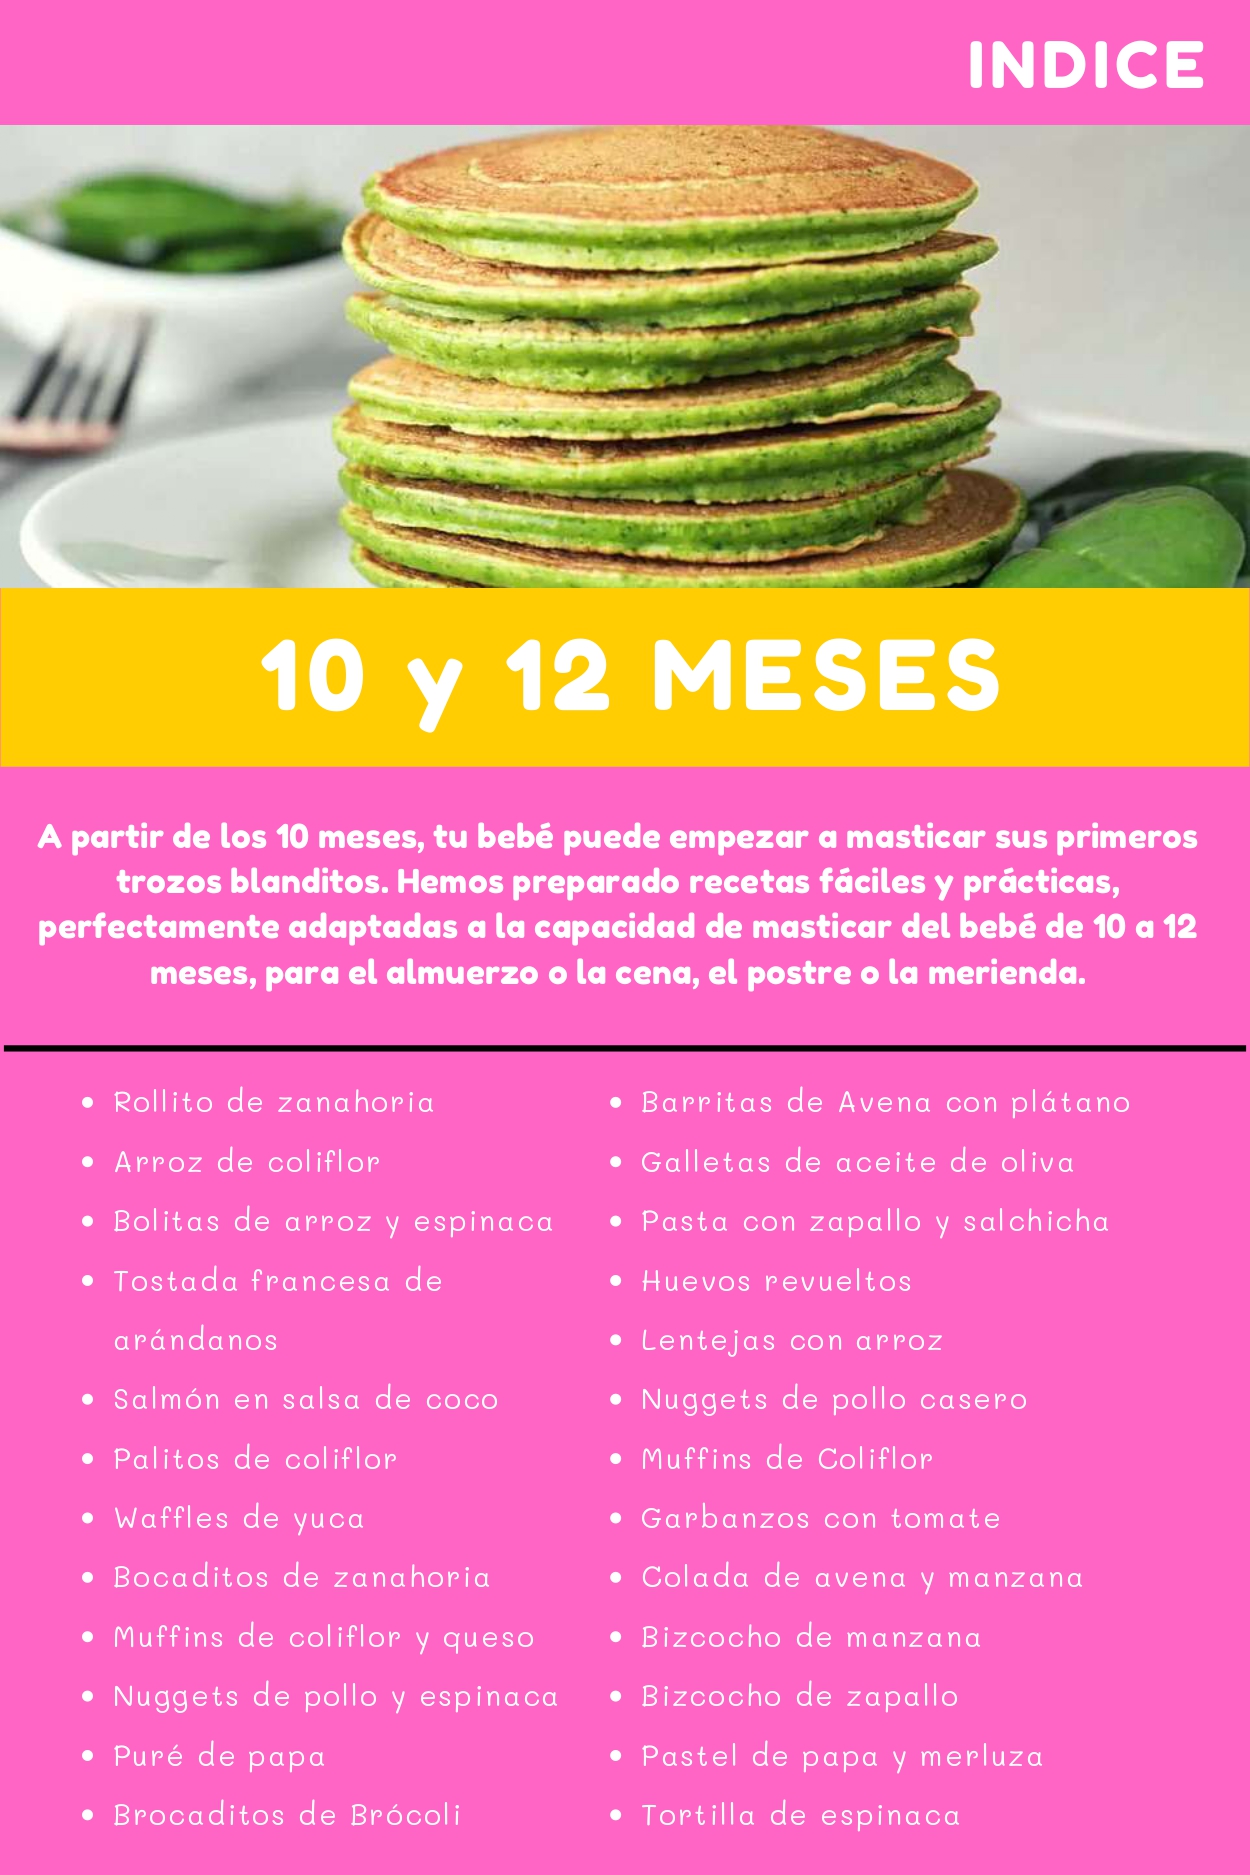 INDICE
10 y 12 MESES
A partir de los 10 meses, tu bebé puede empezar a masticar sus primeros
trozos blanditos. Hemos preparado recetas fáciles y prácticas,
perfectamente adaptadas a la capacidad de masticar del bebé de 10 a 12
meses, para el almuerzo o la cena, el postre o la merienda.
• Rollito de zanahoria
• Arroz de coliflor
• Bolitas de arroz y espinaca
• Tostada francesa de
arándanos
• Salmón en salsa de coco
• Palitos de coliflor
• Waffles de yuca
• Bocaditos de zanahoria
• Muffins de coliflor y queso
• Nuggets de pollo y espinaca
• Puré de papa
• Brocaditos de Brócoli
• Barritas de Avena con plátano
• Galletas de aceite de oliva
• Pasta con zapallo y salchicha
• Huevos revueltos
• Lentejas con arroz
• Nuggets de pollo casero
• Muffins de Coliflor
• Garbanzos con tomate
• Colada de avena y manzana
• Bizcocho de manzana
• Bizcocho de zapallo
• Pastel de papa y merluza
• Tortilla de espinaca